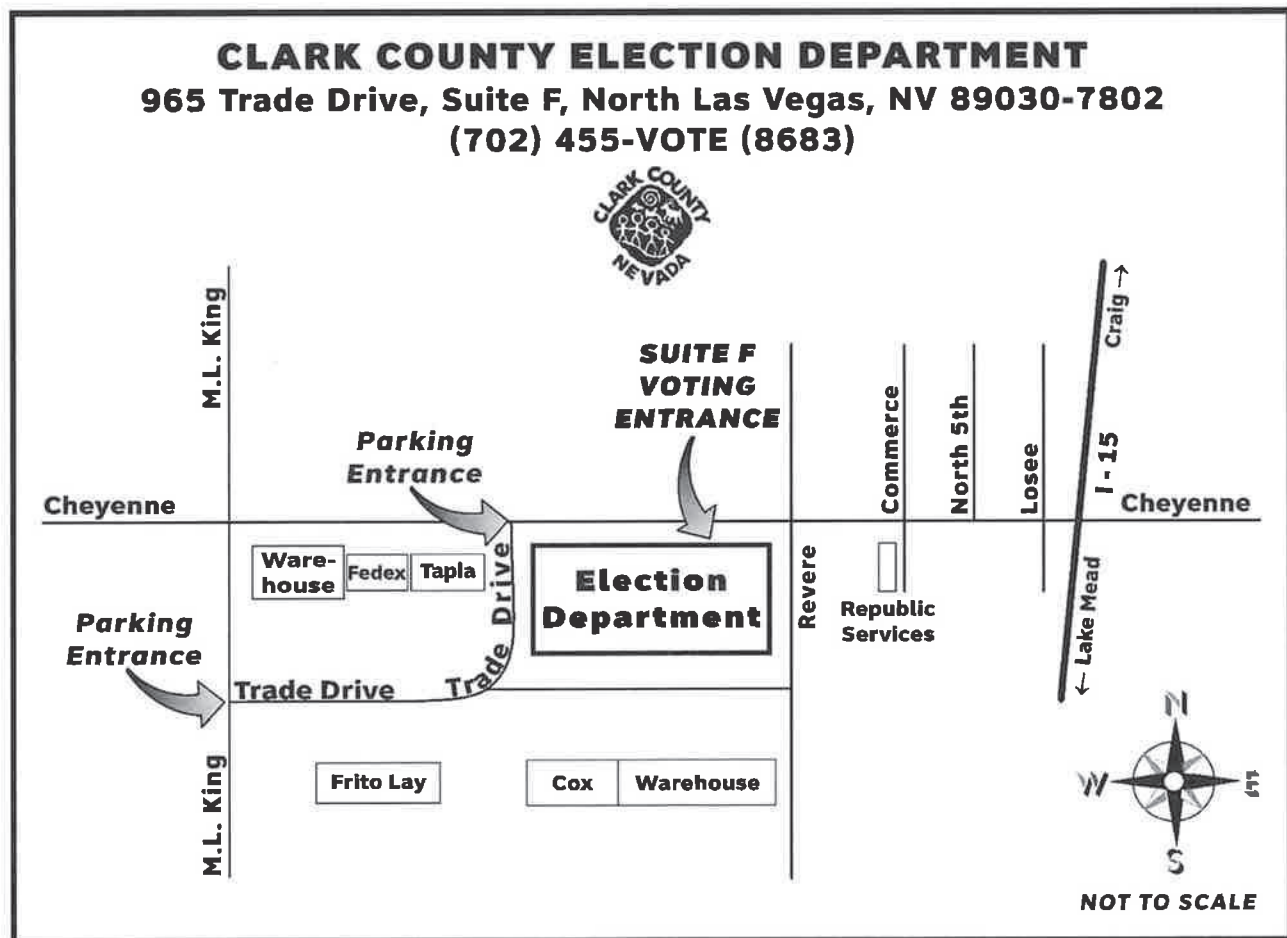 CLARK COUNTY ELECTION DEPARTMENT
965 Trade Drive, Suite F, North Las Vegas, NV 89030-7802
(702) 455-VOTE (8683)
CLARK COUNTY
NEVADA
M.L. King
SUITE F
VOTING
ENTRANCE
Parking
Entrance
Commerce
North 5th
Losee
Craig →
I - 15
Cheyenne
Cheyenne
Ware-
house
Fedex
Tapla
Trade Drive
Election
Department
Revere
Republic
Services
← Lake Mead
Parking
Entrance
Trade Drive
M.L. King
Frito Lay
Cox
Warehouse
N
W
S
NOT TO SCALE